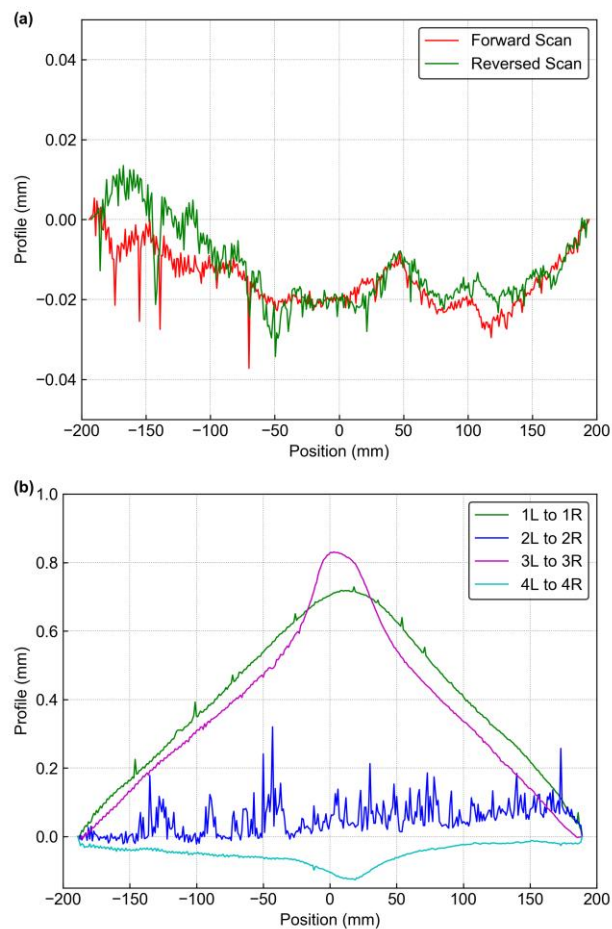 (a)
Forward Scan
Reversed Scan
0.04
0.02
0.00
−0.02
−0.04
Profile (mm)
−200 −150 −100 −50 0 50 100 150 200
Position (mm)
(b)
1L to 1R
2L to 2R
3L to 3R
4L to 4R
1.0
0.8
0.6
0.4
0.2
0.0
Profile (mm)
−200 −150 −100 −50 0 50 100 150 200
Position (mm)